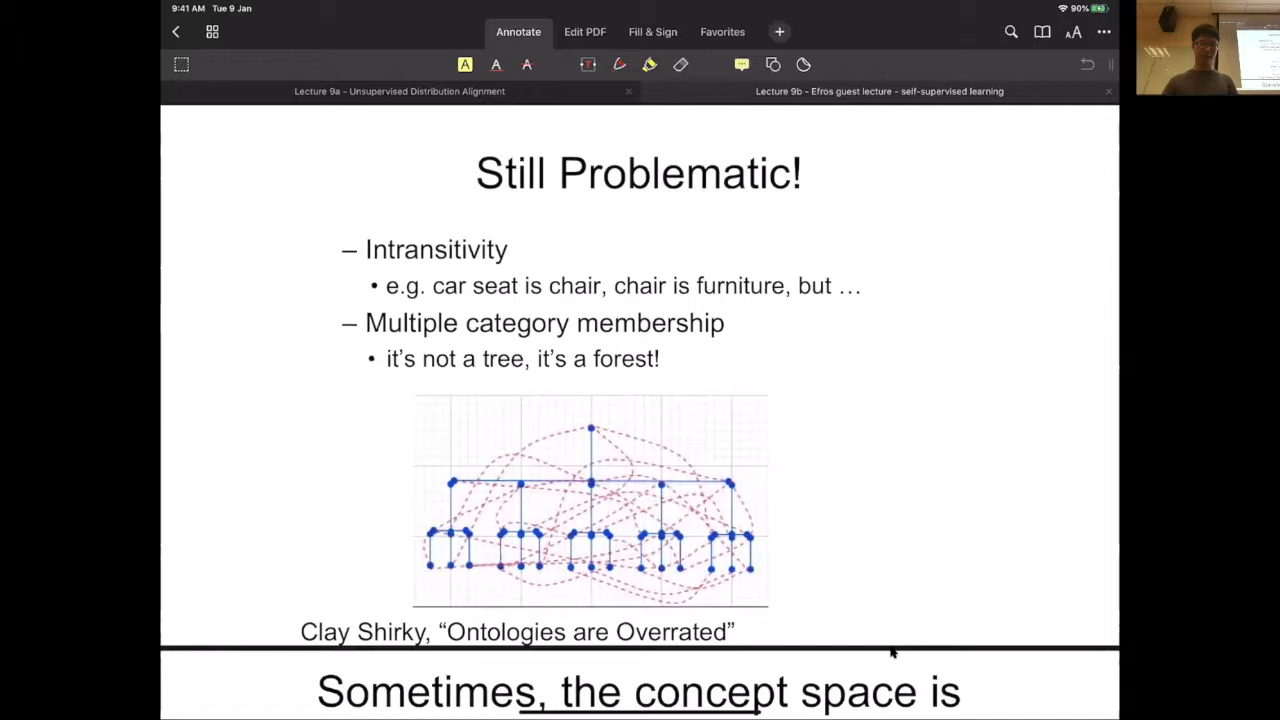 9:41 AM Tue 9 Jan 90%
Annotate Edit PDF Fill & Sign Favorites
AA
A A A T
Lecture 9a - Unsupervised Distribution Alignment Lecture 9b - Efros guest lecture - self-supervised learning
Still Problematic!
– Intransitivity
• e.g. car seat is chair, chair is furniture, but …
– Multiple category membership
• it's not a tree, it's a forest!
Clay Shirky, “Ontologies are Overrated”
Sometimes, the concept space is